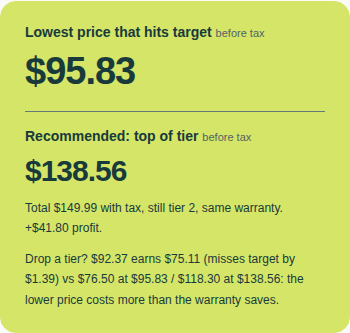 Lowest price that hits target before tax
$95.83
Recommended: top of tier before tax
$138.56
Total $149.99 with tax, still tier 2, same warranty.
+$41.80 profit.
Drop a tier? $92.37 earns $75.11 (misses target by
$1.39) vs $76.50 at $95.83 / $118.30 at $138.56: the
lower price costs more than the warranty saves.